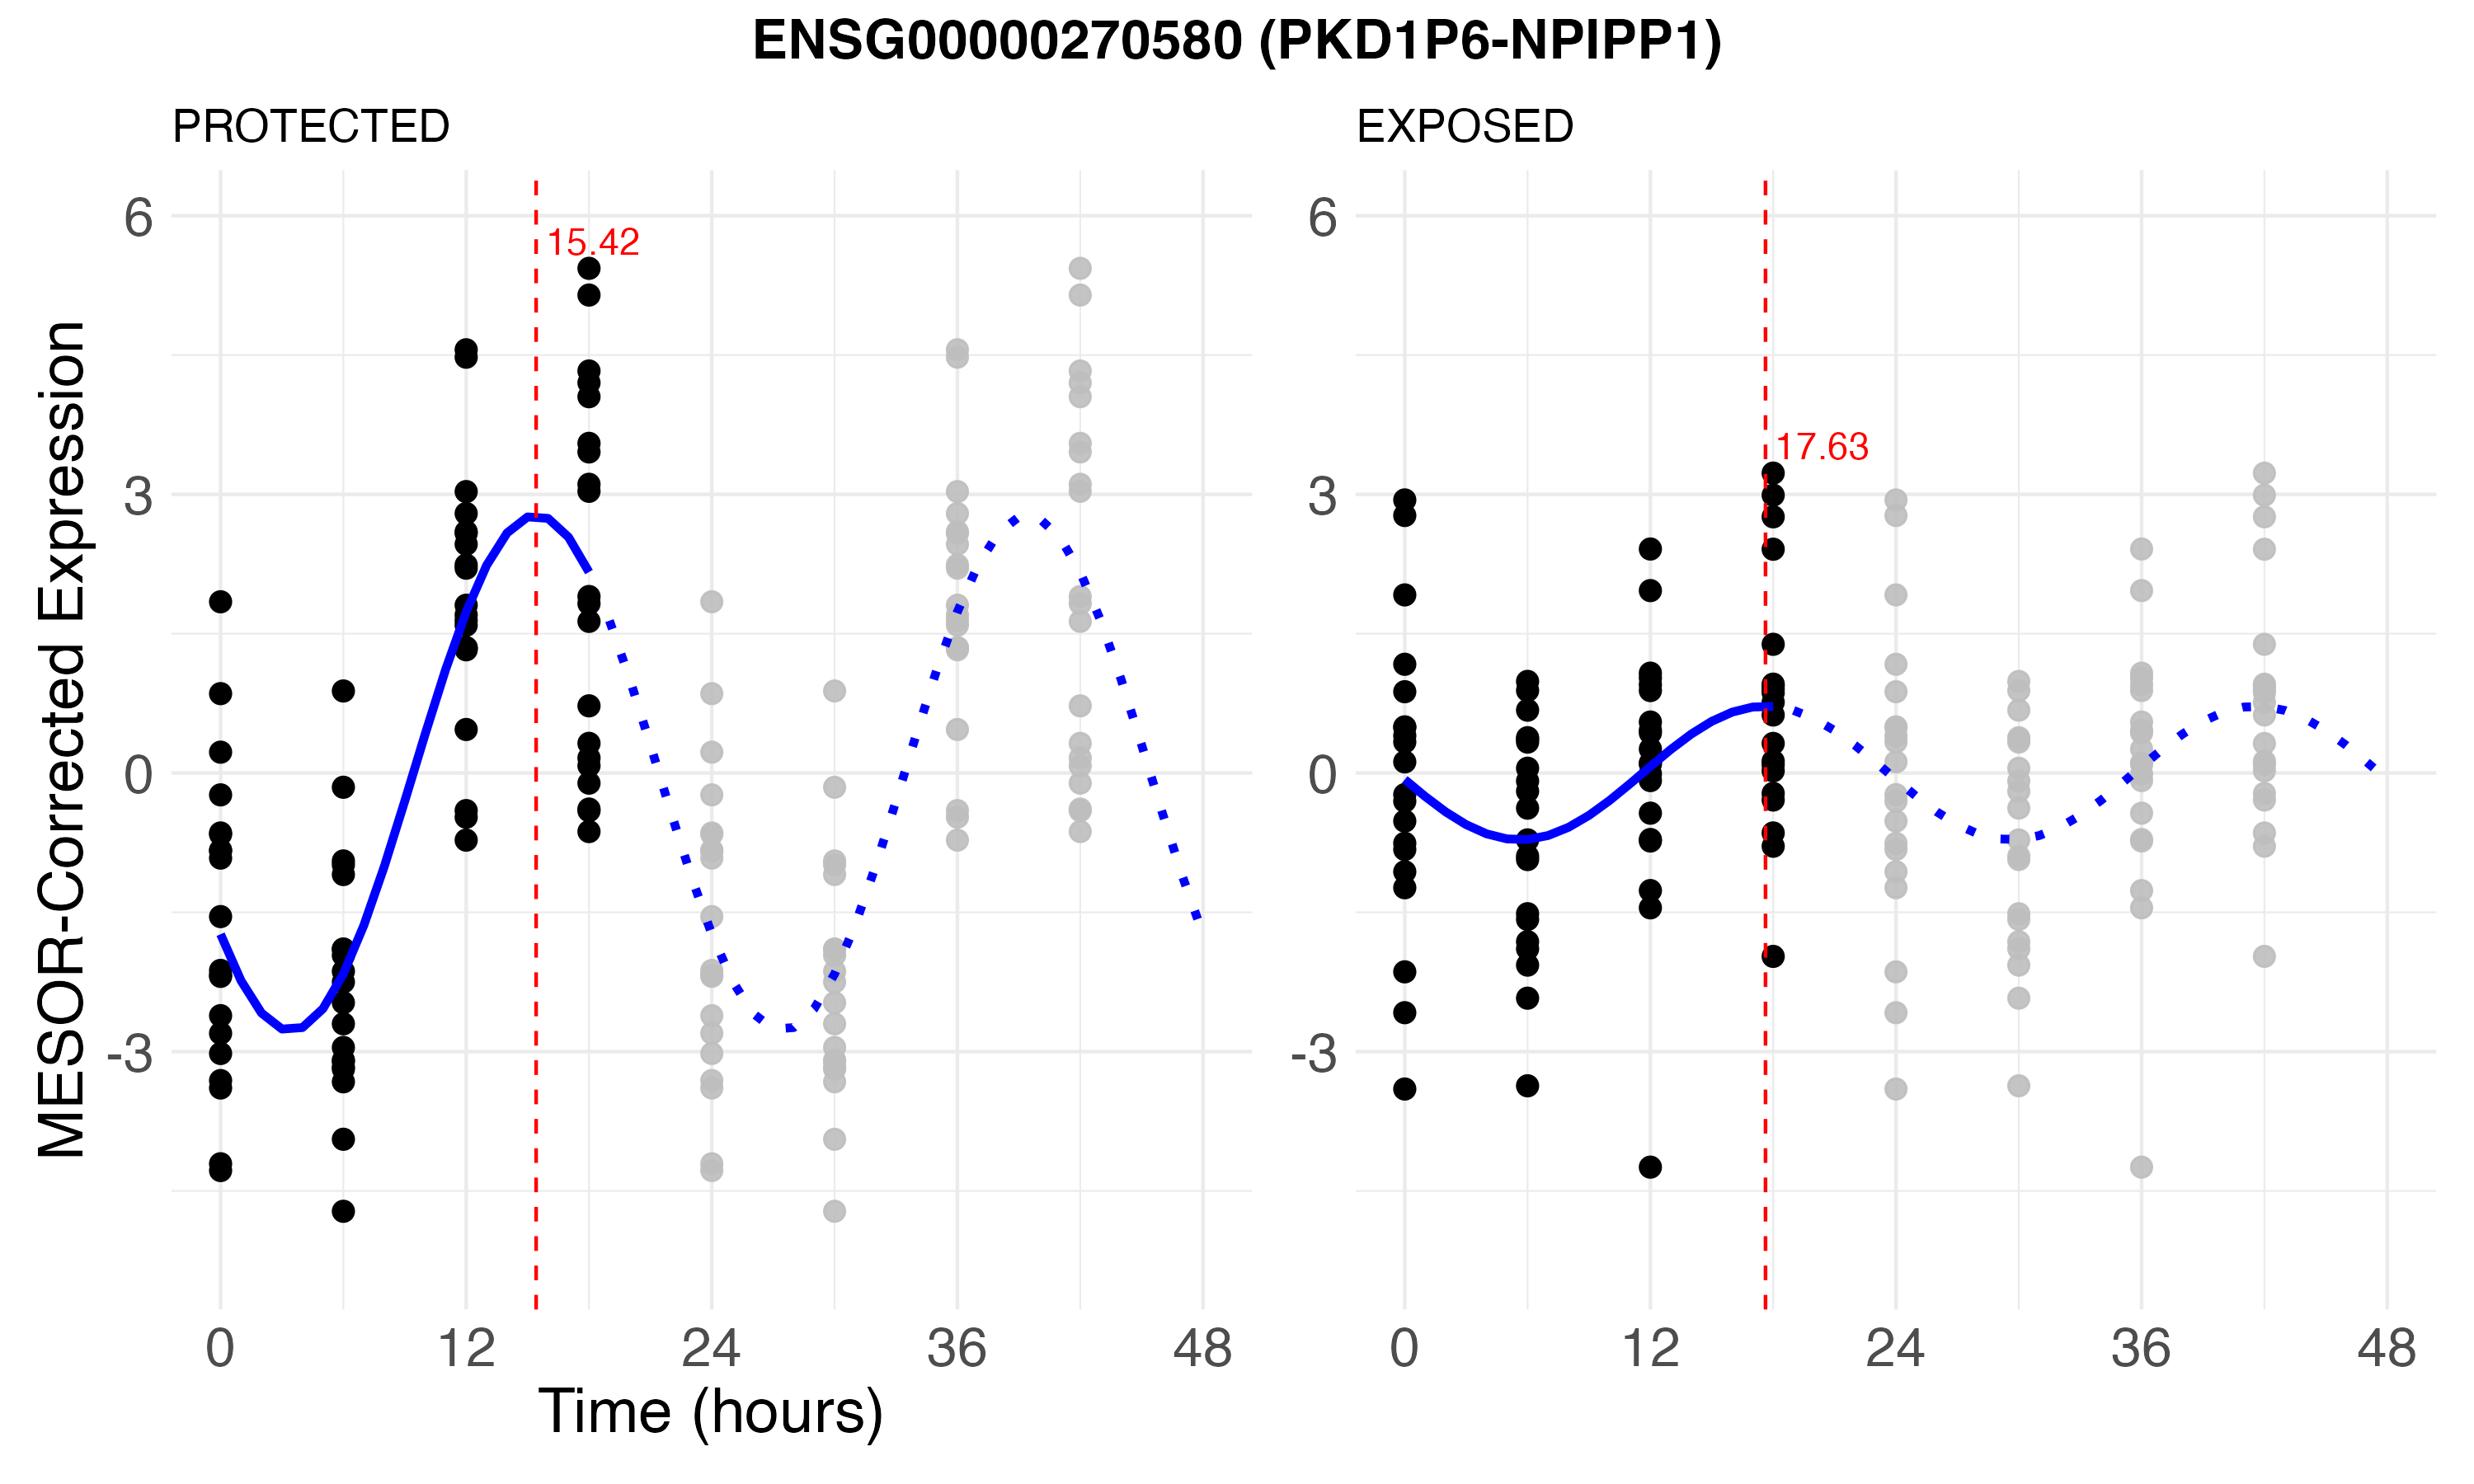 ENSG00000270580 (PKD1P6-NPIPP1)
PROTECTED
EXPOSED
MESOR-Corrected Expression
6
3
0
-3
15.42
0 12 24 36 48
6
3
0
-3
17.63
0 12 24 36 48
Time (hours)